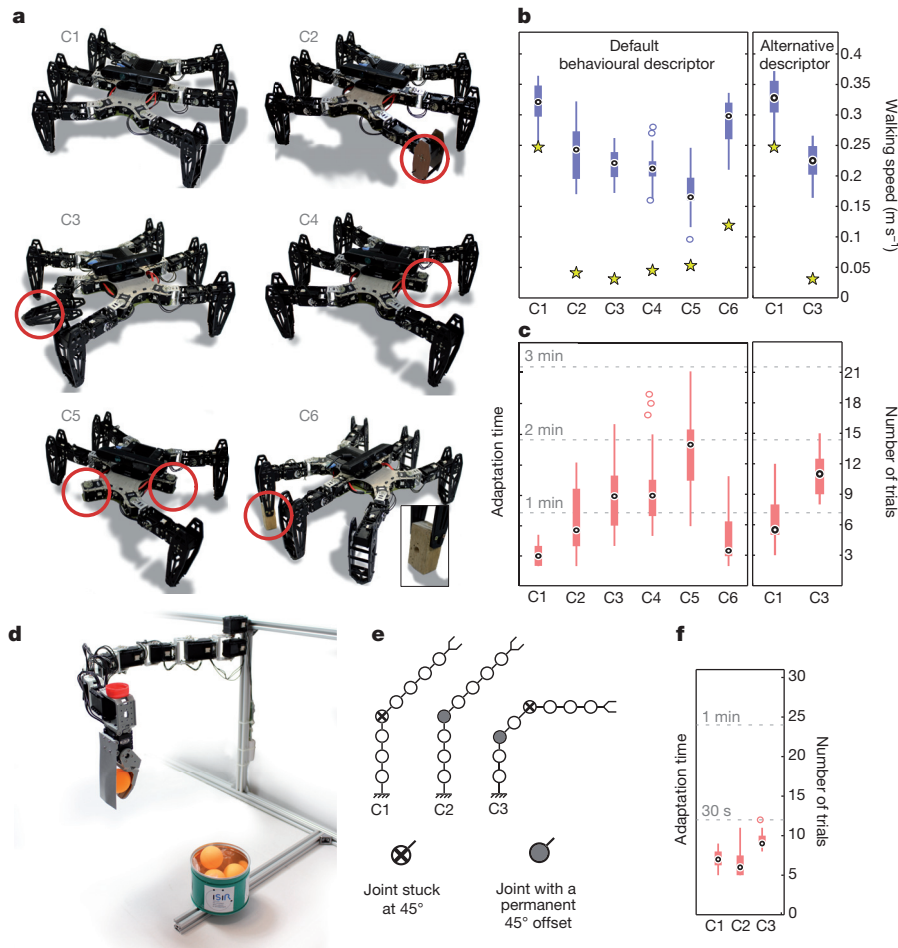 a
C1
C2
C3
C4
C5
C6
b
Default
behavioural descriptor
Alternative
descriptor
0.4
0.35
0.3
0.25
0.2
0.15
0.1
0.05
0
Walking speed (m s⁻¹)
C1 C2 C3 C4 C5 C6 C1 C3
c
3 min
2 min
1 min
Adaptation time
21
18
15
12
9
6
3
Number of trials
C1 C2 C3 C4 C5 C6 C1 C3
d
ISIR
e
C1 C2 C3
Joint stuck
at 45°
Joint with a
permanent
45° offset
f
1 min
30 s
Adaptation time
30
25
20
15
10
5
0
Number of trials
C1 C2 C3